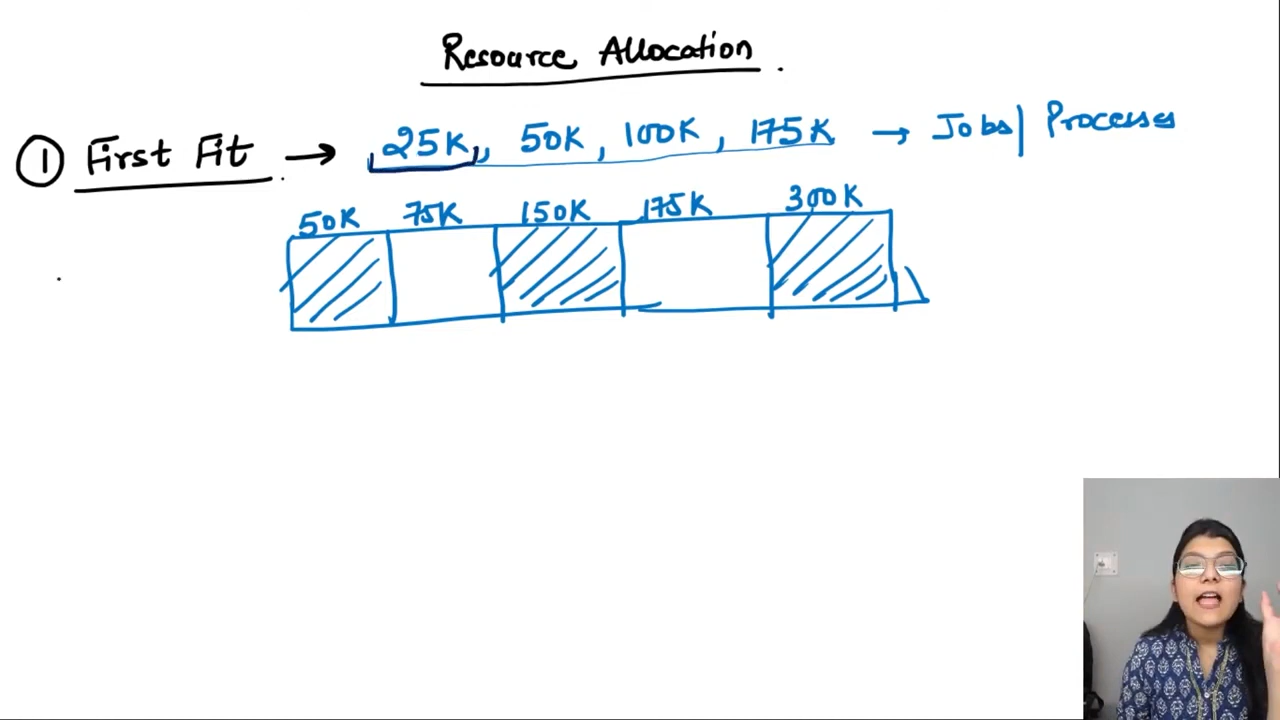 Resource Allocation.
① First Fit → 25K, 50K, 100K, 175K → Jobs | Processes
50K 75K 150K 175K 300K